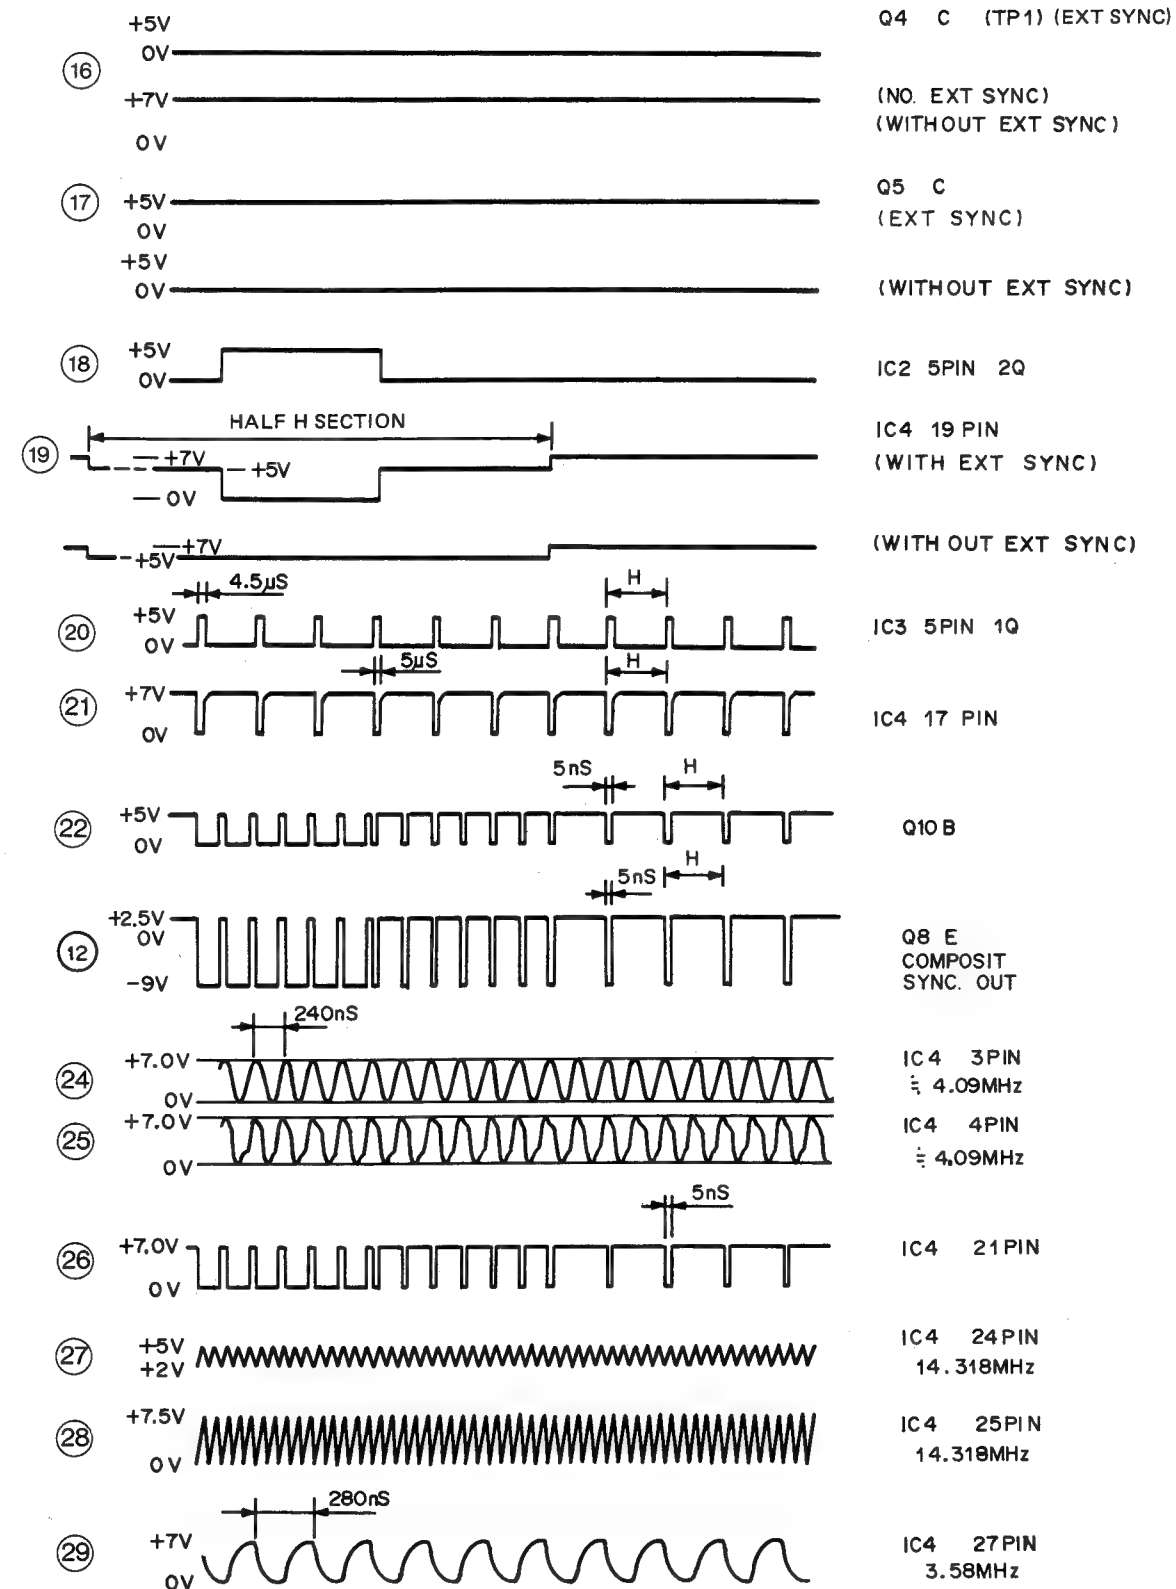 +5V
0V
16
+7V
0V
Q4 C (TP1) (EXT SYNC)
(NO. EXT SYNC)
(WITHOUT EXT SYNC)
17
+5V
0V
+5V
0V
Q5 C
(EXT SYNC)
(WITHOUT EXT SYNC)
18
+5V
0V
IC2 5PIN 2Q
HALF H SECTION
19
+7V
+5V
0V
IC4 19 PIN
(WITH EXT SYNC)
+7V
+5V
(WITH OUT EXT SYNC)
4.5µS
H
20
+5V
0V
IC3 5PIN 1Q
5µS
H
21
+7V
0V
IC4 17 PIN
5nS
H
22
+5V
0V
Q10 B
H
5nS
12
+2.5V
0V
-9V
Q8 E
COMPOSIT
SYNC. OUT
240nS
24
+7.0V
0V
IC4 3PIN
≒ 4.09MHz
25
+7.0V
0V
IC4 4PIN
≒ 4.09MHz
5nS
26
+7.0V
0V
IC4 21PIN
27
+5V
+2V
IC4 24PIN
14.318MHz
28
+7.5V
0V
IC4 25PIN
14.318MHz
280nS
29
+7V
0V
IC4 27PIN
3.58MHz